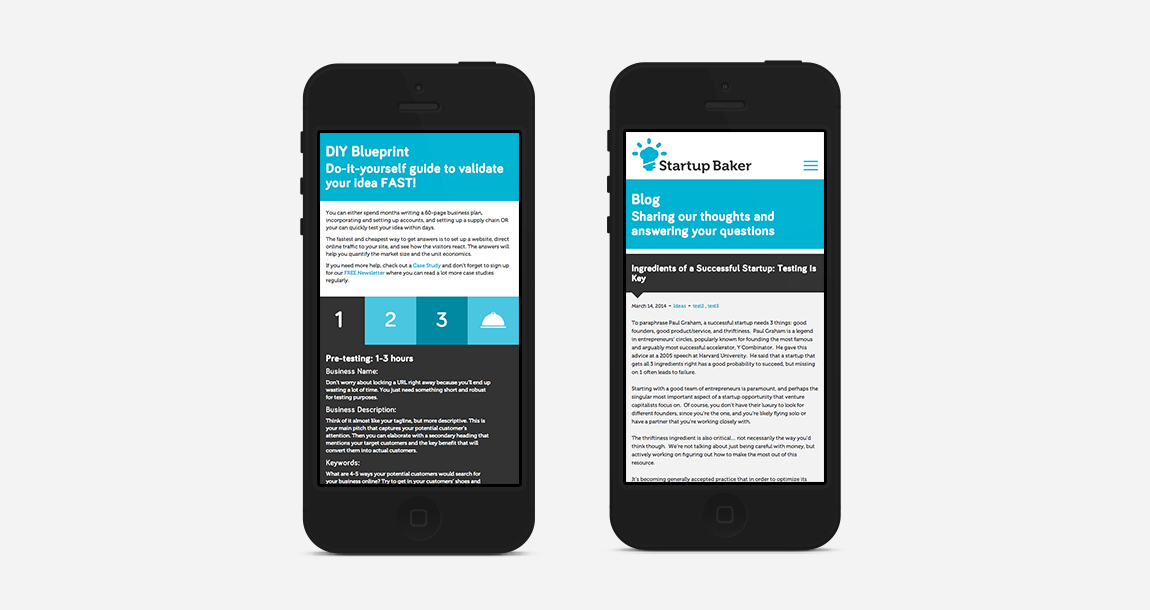 DIY Blueprint
Do-it-yourself guide to validate
your idea FAST!
You can either spend months writing a 60-page business plan,
incorporating and setting up accounts, and setting up a supply chain OR
your can quickly test your idea within days.
The fastest and cheapest way to get answers is to set up a website, direct
online traffic to your site, and see how the visitors react. The answers will
help you quantify the market size and the unit economics.
If you need more help, check out a Case Study and don't forget to sign up
for our FREE Newsletter where you can read a lot more case studies
regularly.
1 2 3
Pre-testing: 1-3 hours
Business Name:
Don't worry about locking a URL right away because you'll end up
wasting a lot of time. You just need something short and robust
for testing purposes.
Business Description:
Think of it almost like your tagline, but more descriptive. This is
your main pitch that captures your potential customer's
attention. Then you can elaborate with a secondary heading that
mentions your target customers and the key benefit that will
convert them into actual customers.
Keywords:
What are 4-5 ways your potential customers would search for
your business online? Try to get in your customers' shoes and
Startup Baker
Blog
Sharing our thoughts and
answering your questions
Ingredients of a Successful Startup: Testing is
Key
March 14, 2014 • Ideas • test2 , test3
To paraphrase Paul Graham, a successful startup needs 3 things: good
founders, good product/service, and thriftiness. Paul Graham is a legend
in entrepreneurs' circles, popularly known for founding the most famous
and arguably most successful accelerator, Y Combinator. He gave this
advice at a 2005 speech at Harvard University. He said that a startup that
gets all 3 ingredients right has a good probability to succeed, but missing
on 1 often leads to failure.
Starting with a good team of entrepreneurs is paramount, and perhaps the
singular most important aspect of a startup opportunity that venture
capitalists focus on. Of course, you don't have their luxury to look for
different founders, since you're the one, and you're likely flying solo or
have a partner that you're working closely with.
The thriftiness ingredient is also critical... not necessarily the way you'd
think though. We're not talking about just being careful with money, but
actively working on figuring out how to make the most out of this
resource.
It's becoming generally accepted practice that in order to optimize its